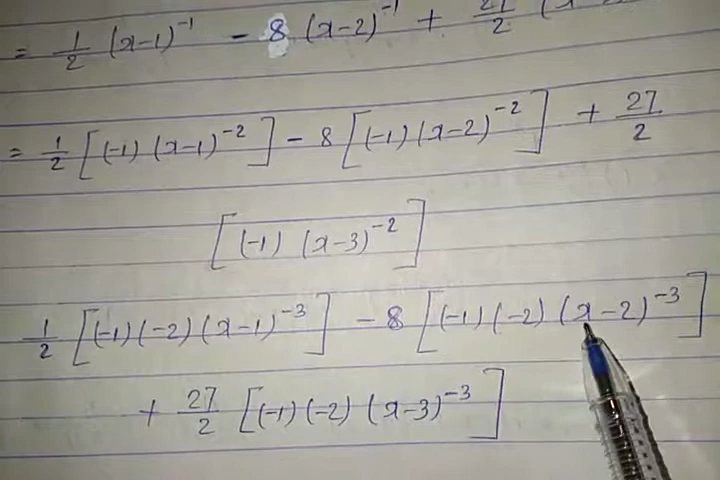 = 1/2 (x-1)^-1 - 8 (x-2)^-1 + 27/2 (x
= 1/2 [(-1) (x-1)^-2] - 8 [(-1) (x-2)^-2] + 27/2
[(-1) (x-3)^-2]
1/2 [(-1)(-2) (x-1)^-3] - 8 [(-1)(-2) (x-2)^-3]
+ 27/2 [(-1)(-2) (x-3)^-3]